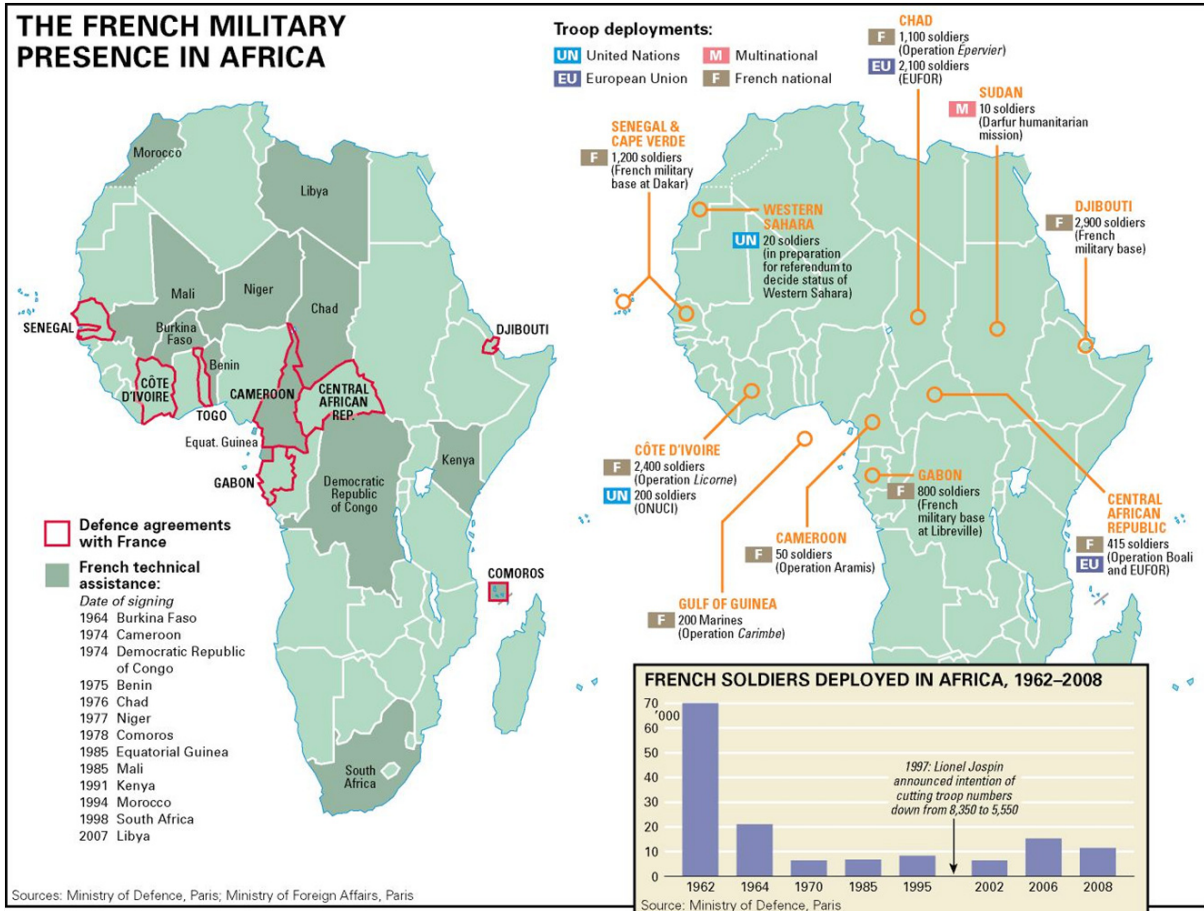 THE FRENCH MILITARY
PRESENCE IN AFRICA
Morocco
Libya
Mali
Niger
Chad
Burkina
Faso
Benin
SENEGAL
DJIBOUTI
CÔTE
D'IVOIRE
TOGO
CAMEROON
CENTRAL
AFRICAN
REP.
Equat. Guinea
GABON
Democratic
Republic
of Congo
Kenya
COMOROS
South
Africa
Defence agreements
with France
French technical
assistance:
Date of signing
1964 Burkina Faso
1974 Cameroon
1974 Democratic Republic
of Congo
1975 Benin
1976 Chad
1977 Niger
1978 Comoros
1985 Equatorial Guinea
1985 Mali
1991 Kenya
1994 Morocco
1998 South Africa
2007 Libya
Sources: Ministry of Defence, Paris; Ministry of Foreign Affairs, Paris
Troop deployments:
UN United Nations
M Multinational
EU European Union
F French national
CHAD
F 1,100 soldiers
(Operation Epervier)
EU 2,100 soldiers
(EUFOR)
SUDAN
M 10 soldiers
(Darfur humanitarian
mission)
SENEGAL &
CAPE VERDE
F 1,200 soldiers
(French military
base at Dakar)
WESTERN
SAHARA
UN 20 soldiers
(in preparation
for referendum to
decide status of
Western Sahara)
DJIBOUTI
F 2,900 soldiers
(French
military base)
CÔTE D'IVOIRE
F 2,400 soldiers
(Operation Licorne)
UN 200 soldiers
(ONUCI)
GABON
F 800 soldiers
(French
military base
at Libreville)
CENTRAL
AFRICAN
REPUBLIC
F 415 soldiers
EU (Operation Boali
and EUFOR)
CAMEROON
F 50 soldiers
(Operation Aramis)
GULF OF GUINEA
F 200 Marines
(Operation Carimbe)
FRENCH SOLDIERS DEPLOYED IN AFRICA, 1962–2008
70
'000
60
50
40
30
20
10
0
1997: Lionel Jospin
announced intention of
cutting troop numbers
down from 8,350 to 5,550
1962 1964 1970 1985 1995 2002 2006 2008
Source: Ministry of Defence, Paris